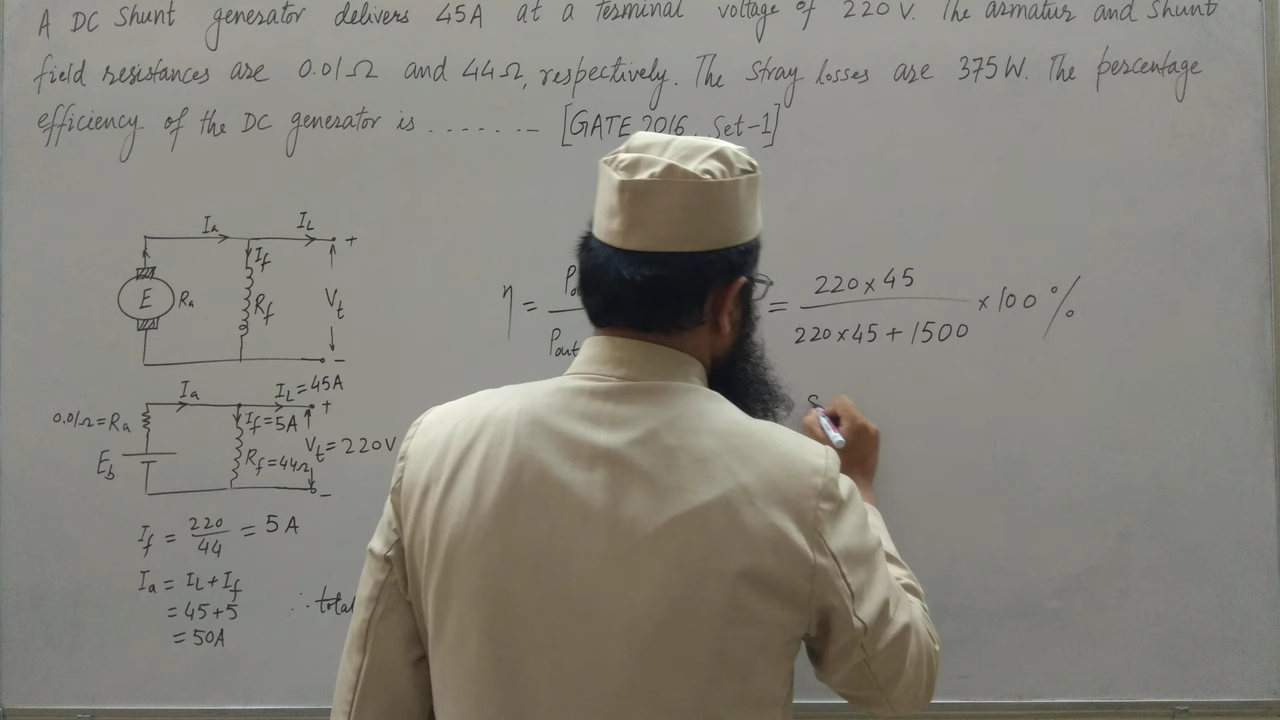 A DC Shunt generator delivers 45A at a terminal voltage of 220 V. The armatur and Shunt
field resistances are 0.01Ω and 44Ω, respectively. The Stray losses are 375W. The percentage
efficiency of the DC generator is ....... [GATE 2016, Set-1]
Ia IL
+
If
E Ra Rf Vt
-
η = = 220×45 / 220×45+1500 ×100 %
Pout
Ia IL=45A
+
0.01Ω=Ra If=5A
Vt=220V
Eb Rf=44Ω
-
If = 220/44 = 5A
Ia = IL+If
= 45+5
= 50A
∴ total